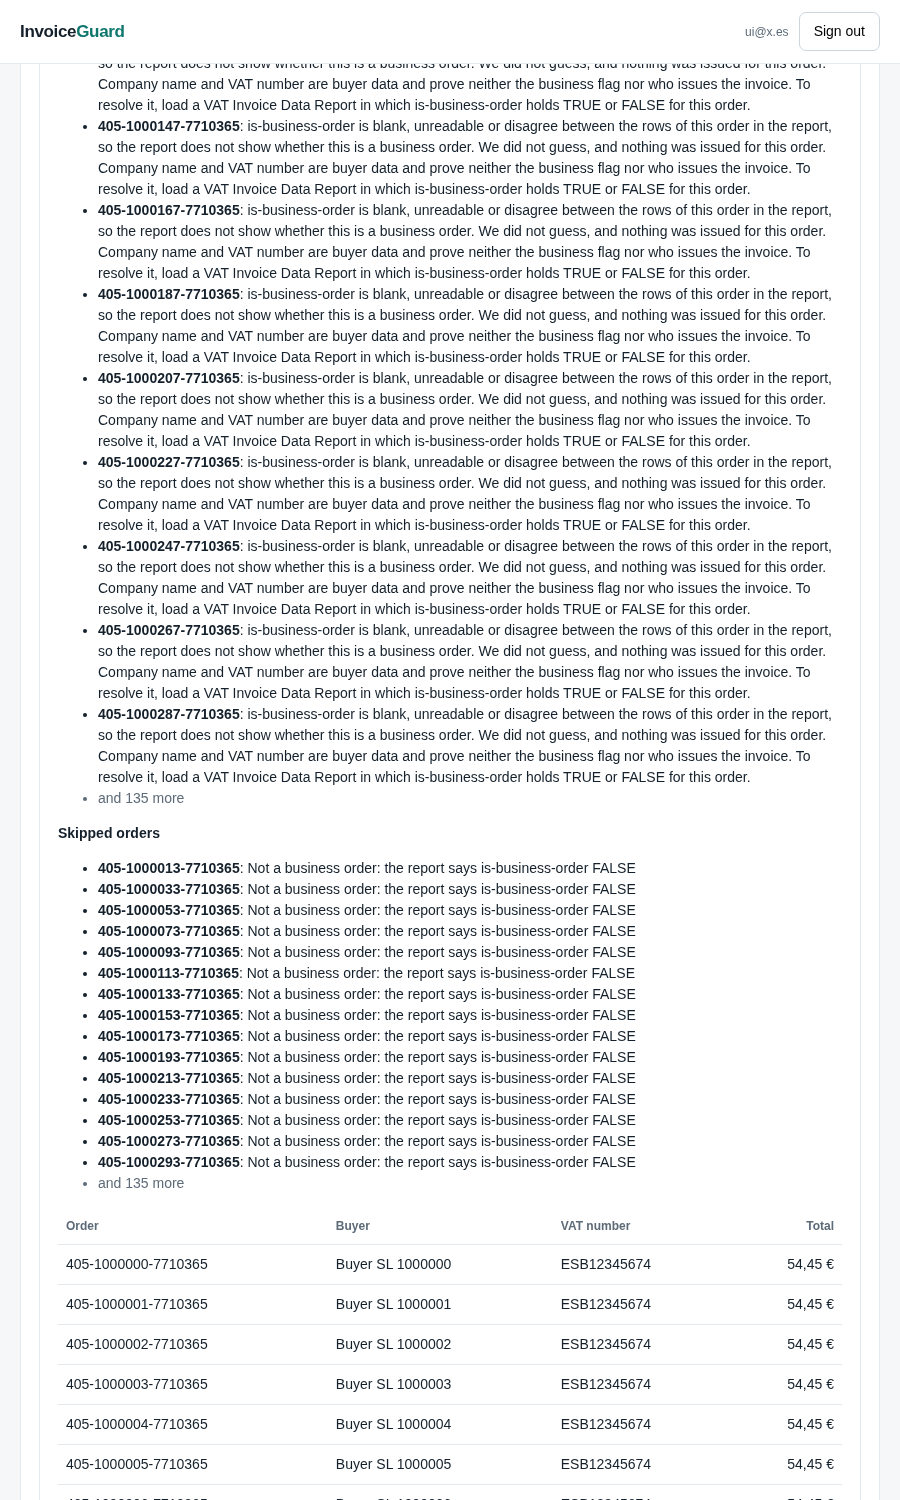 InvoiceGuard
ui@x.es
Sign out
so the report does not show whether this is a business order. We did not guess, and nothing was issued for this order.
Company name and VAT number are buyer data and prove neither the business flag nor who issues the invoice. To
resolve it, load a VAT Invoice Data Report in which is-business-order holds TRUE or FALSE for this order.
405-1000147-7710365: is-business-order is blank, unreadable or disagree between the rows of this order in the report,
so the report does not show whether this is a business order. We did not guess, and nothing was issued for this order.
Company name and VAT number are buyer data and prove neither the business flag nor who issues the invoice. To
resolve it, load a VAT Invoice Data Report in which is-business-order holds TRUE or FALSE for this order.
405-1000167-7710365: is-business-order is blank, unreadable or disagree between the rows of this order in the report,
so the report does not show whether this is a business order. We did not guess, and nothing was issued for this order.
Company name and VAT number are buyer data and prove neither the business flag nor who issues the invoice. To
resolve it, load a VAT Invoice Data Report in which is-business-order holds TRUE or FALSE for this order.
405-1000187-7710365: is-business-order is blank, unreadable or disagree between the rows of this order in the report,
so the report does not show whether this is a business order. We did not guess, and nothing was issued for this order.
Company name and VAT number are buyer data and prove neither the business flag nor who issues the invoice. To
resolve it, load a VAT Invoice Data Report in which is-business-order holds TRUE or FALSE for this order.
405-1000207-7710365: is-business-order is blank, unreadable or disagree between the rows of this order in the report,
so the report does not show whether this is a business order. We did not guess, and nothing was issued for this order.
Company name and VAT number are buyer data and prove neither the business flag nor who issues the invoice. To
resolve it, load a VAT Invoice Data Report in which is-business-order holds TRUE or FALSE for this order.
405-1000227-7710365: is-business-order is blank, unreadable or disagree between the rows of this order in the report,
so the report does not show whether this is a business order. We did not guess, and nothing was issued for this order.
Company name and VAT number are buyer data and prove neither the business flag nor who issues the invoice. To
resolve it, load a VAT Invoice Data Report in which is-business-order holds TRUE or FALSE for this order.
405-1000247-7710365: is-business-order is blank, unreadable or disagree between the rows of this order in the report,
so the report does not show whether this is a business order. We did not guess, and nothing was issued for this order.
Company name and VAT number are buyer data and prove neither the business flag nor who issues the invoice. To
resolve it, load a VAT Invoice Data Report in which is-business-order holds TRUE or FALSE for this order.
405-1000267-7710365: is-business-order is blank, unreadable or disagree between the rows of this order in the report,
so the report does not show whether this is a business order. We did not guess, and nothing was issued for this order.
Company name and VAT number are buyer data and prove neither the business flag nor who issues the invoice. To
resolve it, load a VAT Invoice Data Report in which is-business-order holds TRUE or FALSE for this order.
405-1000287-7710365: is-business-order is blank, unreadable or disagree between the rows of this order in the report,
so the report does not show whether this is a business order. We did not guess, and nothing was issued for this order.
Company name and VAT number are buyer data and prove neither the business flag nor who issues the invoice. To
resolve it, load a VAT Invoice Data Report in which is-business-order holds TRUE or FALSE for this order.
and 135 more
Skipped orders
405-1000013-7710365: Not a business order: the report says is-business-order FALSE
405-1000033-7710365: Not a business order: the report says is-business-order FALSE
405-1000053-7710365: Not a business order: the report says is-business-order FALSE
405-1000073-7710365: Not a business order: the report says is-business-order FALSE
405-1000093-7710365: Not a business order: the report says is-business-order FALSE
405-1000113-7710365: Not a business order: the report says is-business-order FALSE
405-1000133-7710365: Not a business order: the report says is-business-order FALSE
405-1000153-7710365: Not a business order: the report says is-business-order FALSE
405-1000173-7710365: Not a business order: the report says is-business-order FALSE
405-1000193-7710365: Not a business order: the report says is-business-order FALSE
405-1000213-7710365: Not a business order: the report says is-business-order FALSE
405-1000233-7710365: Not a business order: the report says is-business-order FALSE
405-1000253-7710365: Not a business order: the report says is-business-order FALSE
405-1000273-7710365: Not a business order: the report says is-business-order FALSE
405-1000293-7710365: Not a business order: the report says is-business-order FALSE
and 135 more
Order Buyer VAT number Total
405-1000000-7710365 Buyer SL 1000000 ESB12345674 54,45 €
405-1000001-7710365 Buyer SL 1000001 ESB12345674 54,45 €
405-1000002-7710365 Buyer SL 1000002 ESB12345674 54,45 €
405-1000003-7710365 Buyer SL 1000003 ESB12345674 54,45 €
405-1000004-7710365 Buyer SL 1000004 ESB12345674 54,45 €
405-1000005-7710365 Buyer SL 1000005 ESB12345674 54,45 €